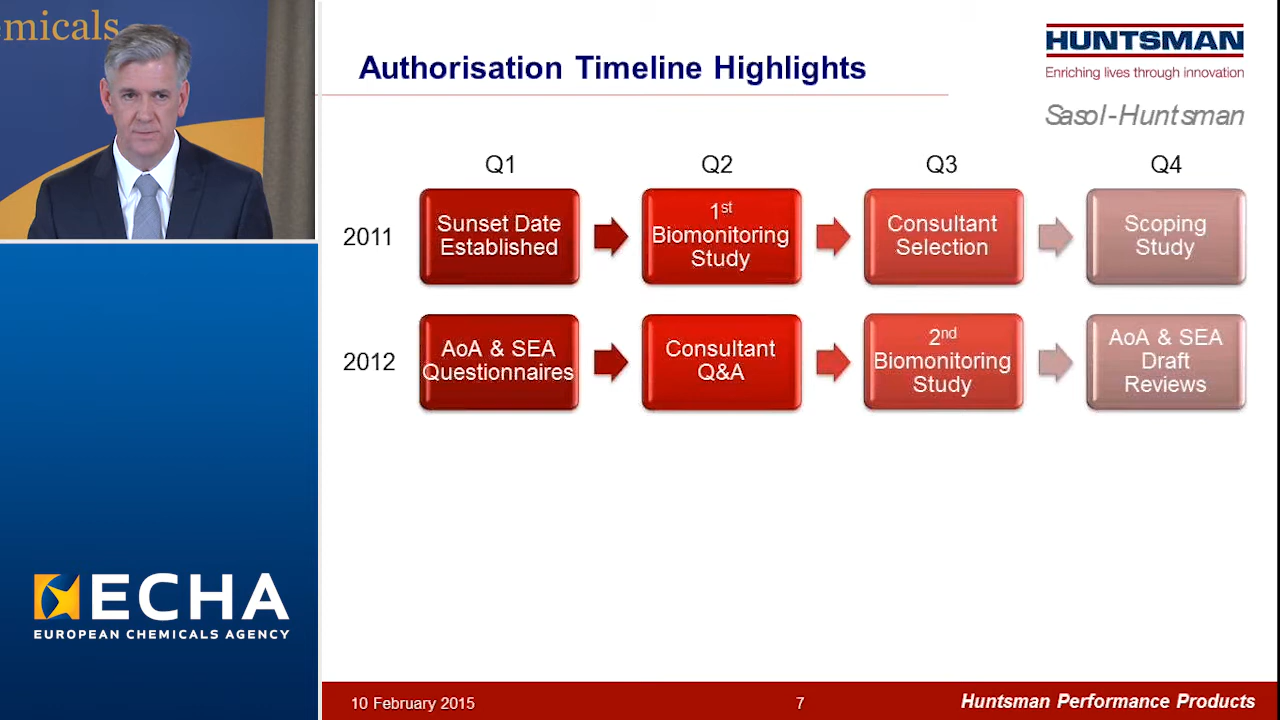 emicals
Authorisation Timeline Highlights
HUNTSMAN
Enriching lives through innovation
Sasol-Huntsman
Q1
Q2
Q3
Q4
2011
Sunset Date
Established
1st
Biomonitoring
Study
Consultant
Selection
Scoping
Study
2012
AoA & SEA
Questionnaires
Consultant
Q&A
2nd
Biomonitoring
Study
AoA & SEA
Draft
Reviews
ECHA
EUROPEAN CHEMICALS AGENCY
10 February 2015
7
Huntsman Performance Products